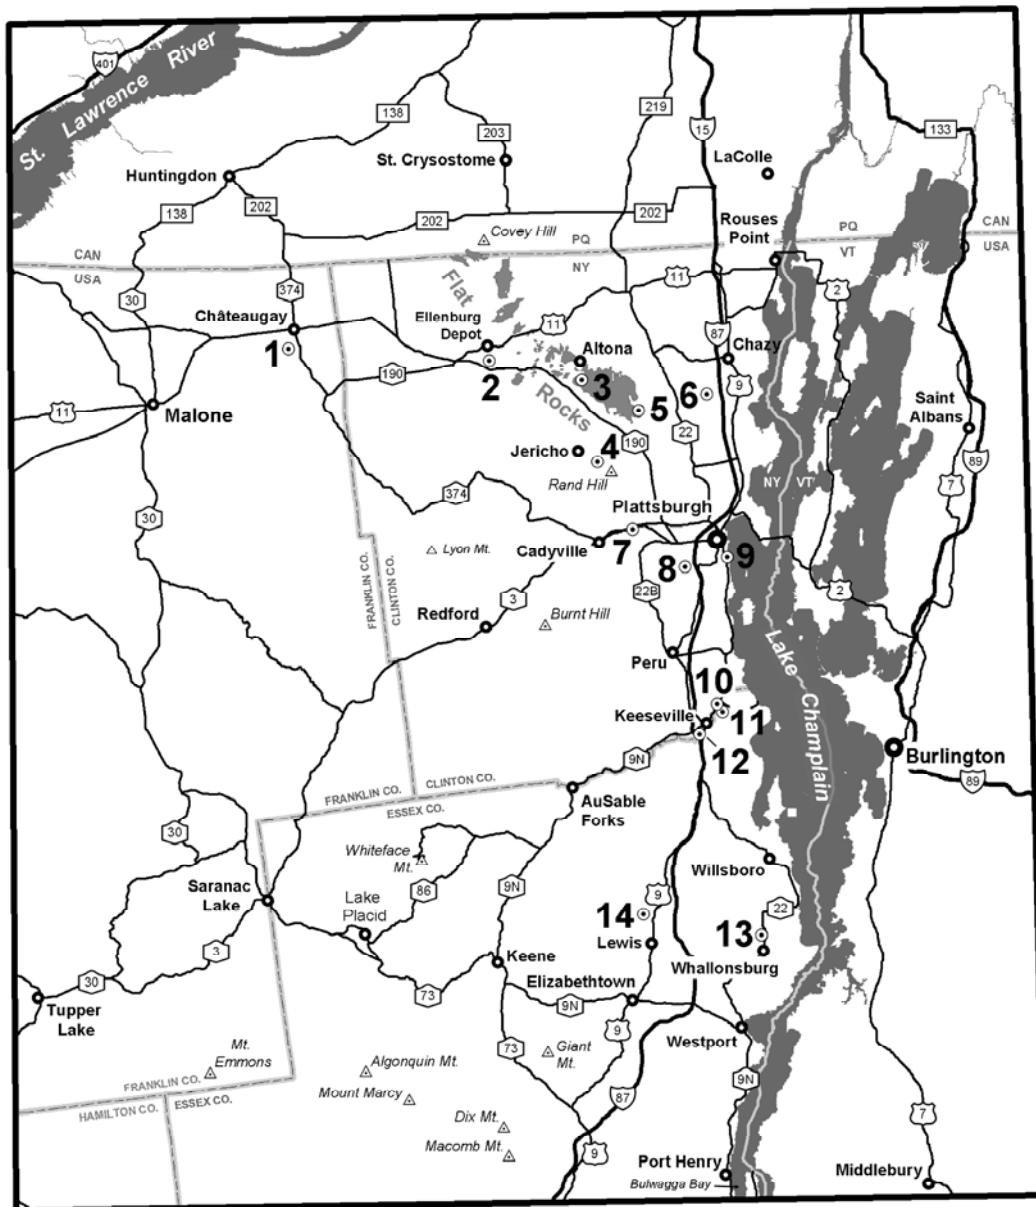 401
St. Lawrence River
138
203
219
15
133
St. Crysostome
LaColle
Huntingdon
138
202
202
202
Rouses
Point
Covey Hill
PQ
NY
PQ
VT
CAN
USA
CAN
USA
30
374
Flat
Rocks
11
2
Châteaugay
Ellenburg
Depot
11
87
Chazy
Altona
1
190
2
3
6
9
5
Saint
Albans
11
Malone
22
190
Jericho
4
Rand Hill
89
7
NY
VT
374
30
Plattsburgh
Lyon Mt.
Cadyville
7
8
9
FRANKLIN CO.
CLINTON CO.
3
22B
2
Redford
Burnt Hill
Lake Champlain
Peru
10
Keeseville
11
12
Burlington
9N
89
FRANKLIN CO.
CLINTON CO.
ESSEX CO.
AuSable
Forks
30
Whiteface
Mt.
Willsboro
Saranac
Lake
Lake
Placid
86
9N
9
22
14
13
Lewis
3
Keene
Whallonsburg
30
73
Elizabethtown
Tupper
Lake
9N
9
Westport
Mt.
Emmons
73
Giant
Mt.
Algonquin Mt.
Mount Marcy
9N
FRANKLIN CO.
HAMILTON CO.
ESSEX CO.
87
Dix Mt.
7
Macomb Mt.
9
Port Henry
Bulwagga Bay
Middlebury